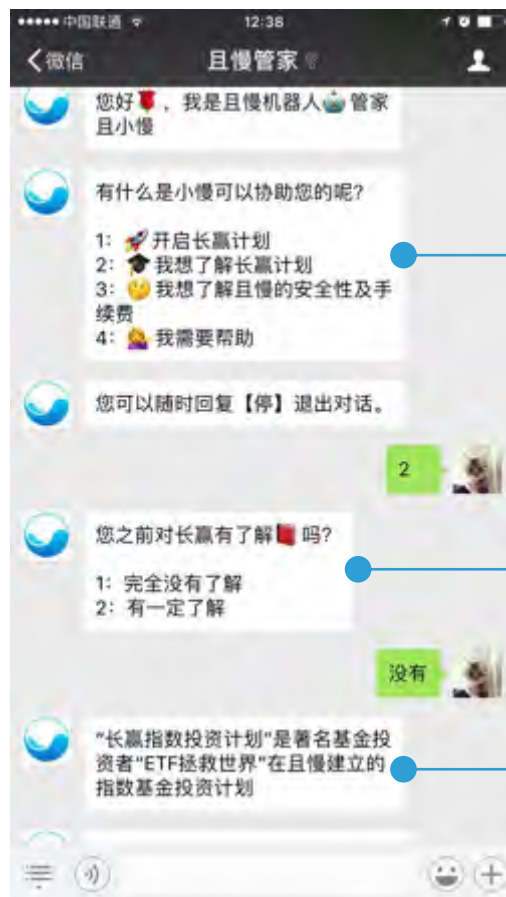 中国联通 12:38
微信 且慢管家
您好🌹，我是且慢机器人🤖管家
且小慢
有什么是小慢可以协助您的呢?
1: 🚀开启长赢计划
2: 🎓我想了解长赢计划
3: 🤔我想了解且慢的安全性及手
续费
4: 🙋‍♀️我需要帮助
您可以随时回复【停】退出对话。
2
您之前对长赢有了解📕吗?
1: 完全没有了解
2: 有一定了解
没有
“长赢指数投资计划”是著名基金投
资者“ETF拯救世界”在且慢建立的
指数基金投资计划